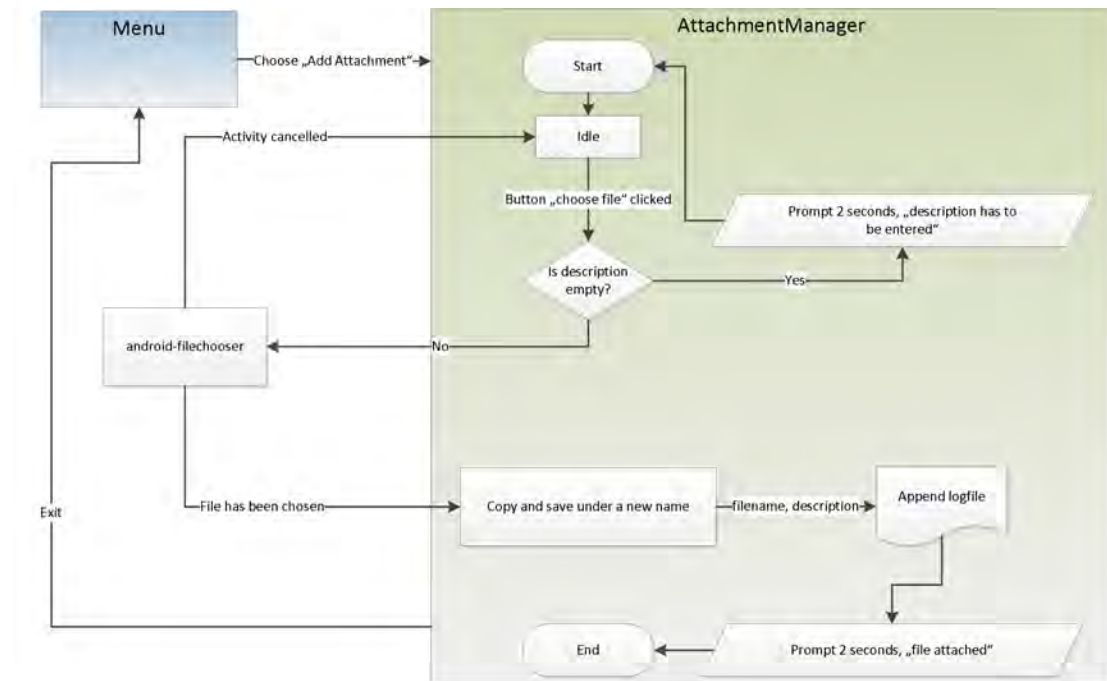 Menu
AttachmentManager
Choose „Add Attachment“
Start
Activity cancelled
Idle
Button „choose file“ clicked
Prompt 2 seconds, „description has to
be entered“
Is description
empty?
Yes
android-filechooser
No
Exit
File has been chosen
Copy and save under a new name
filename, description
Append logfile
End
Prompt 2 seconds, „file attached“